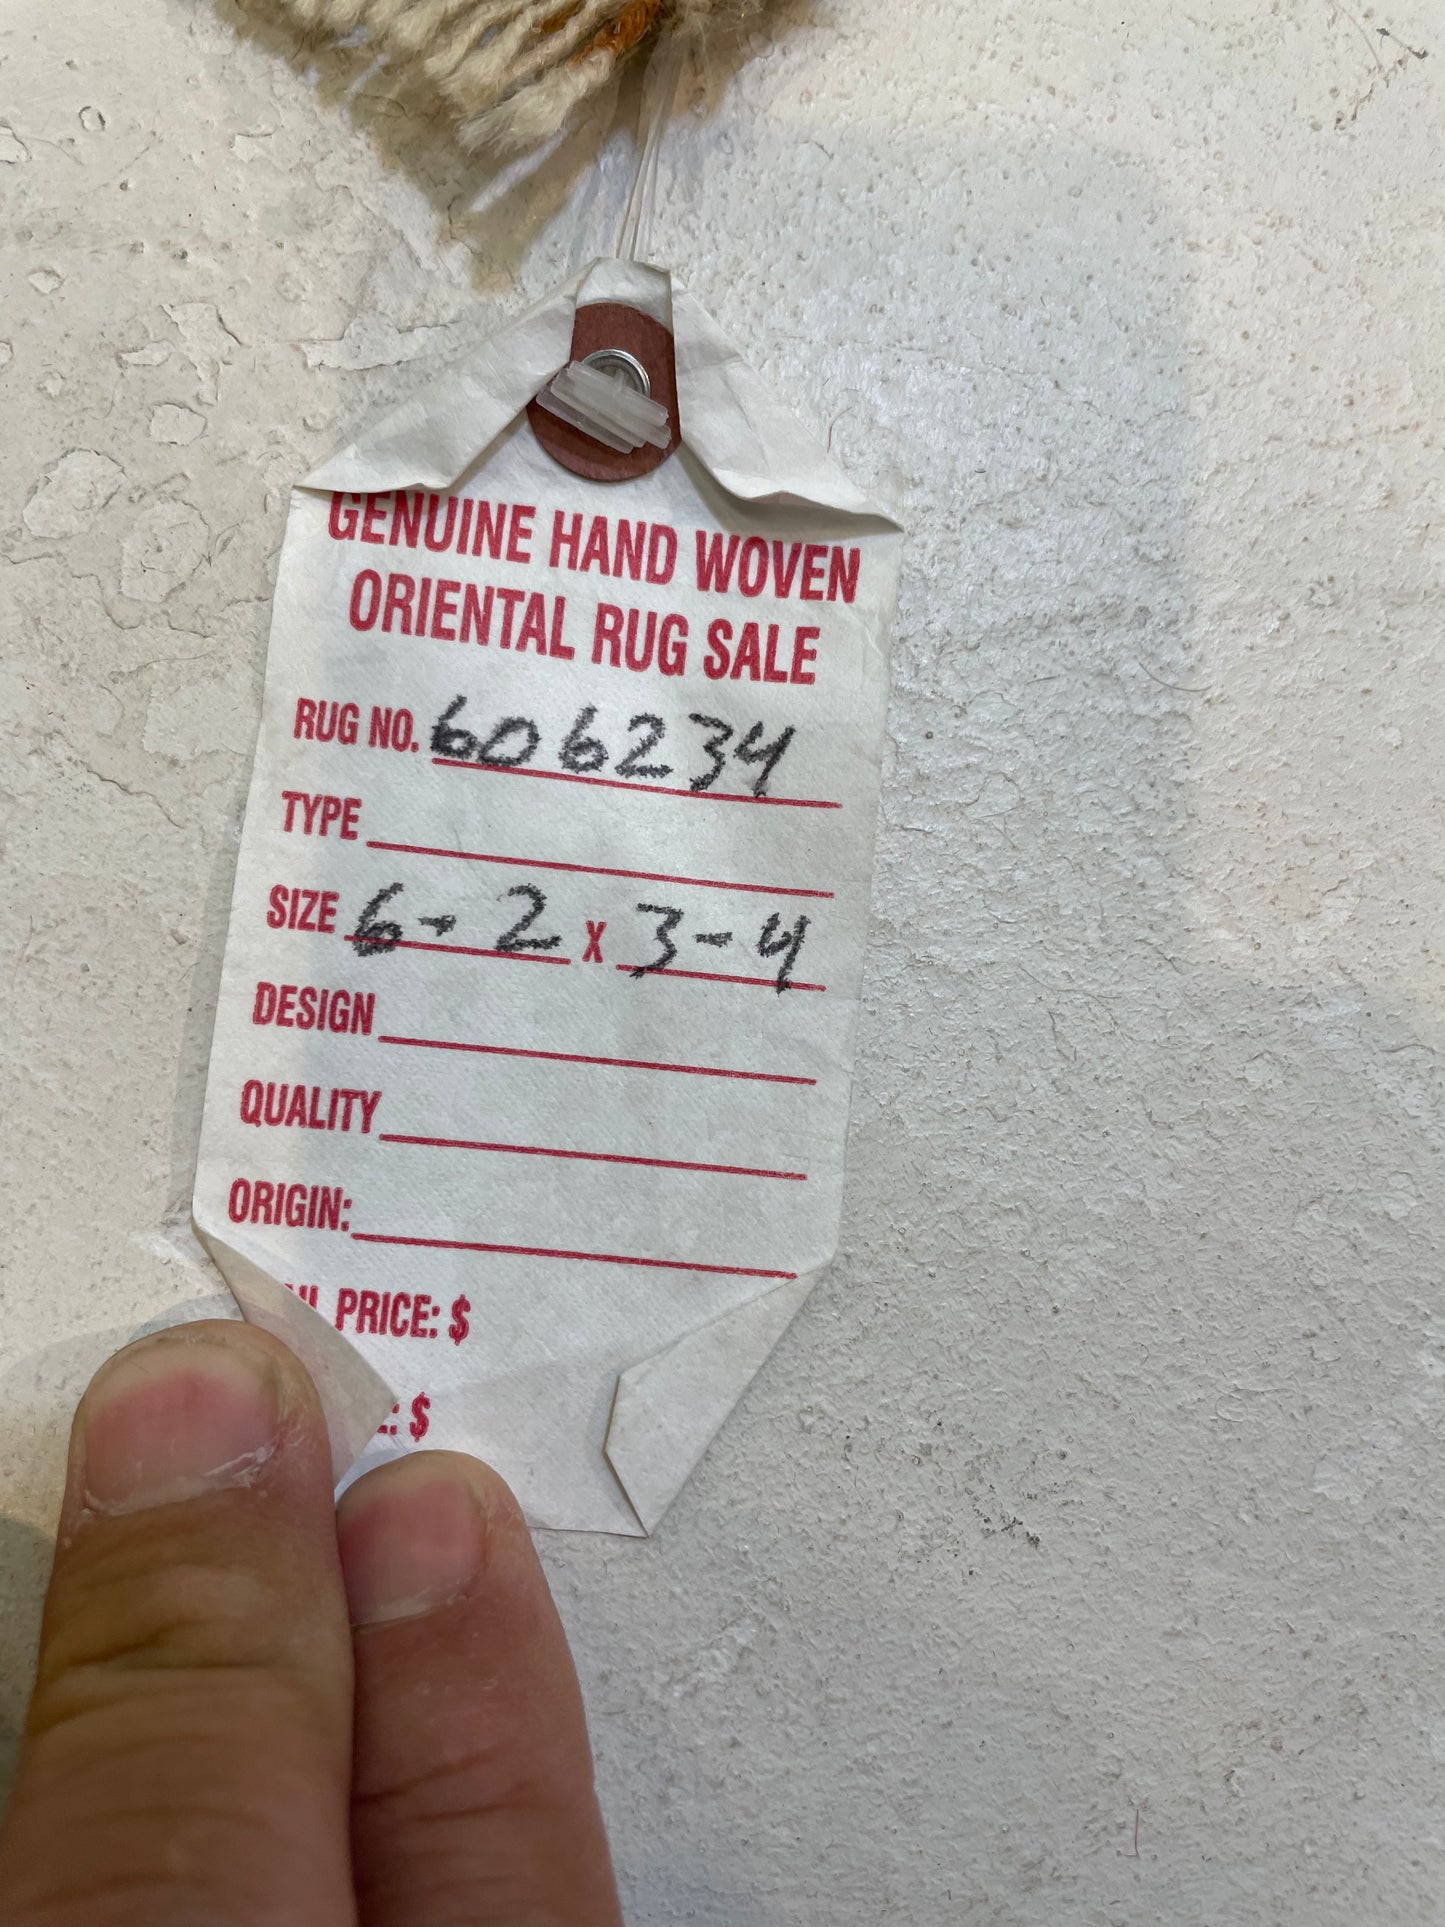 GENUINE HAND WOVEN
ORIENTAL RUG SALE
RUG NO. 606234
TYPE
SIZE 6-2 X 3-4
DESIGN
QUALITY
ORIGIN:
PRICE: $
: $